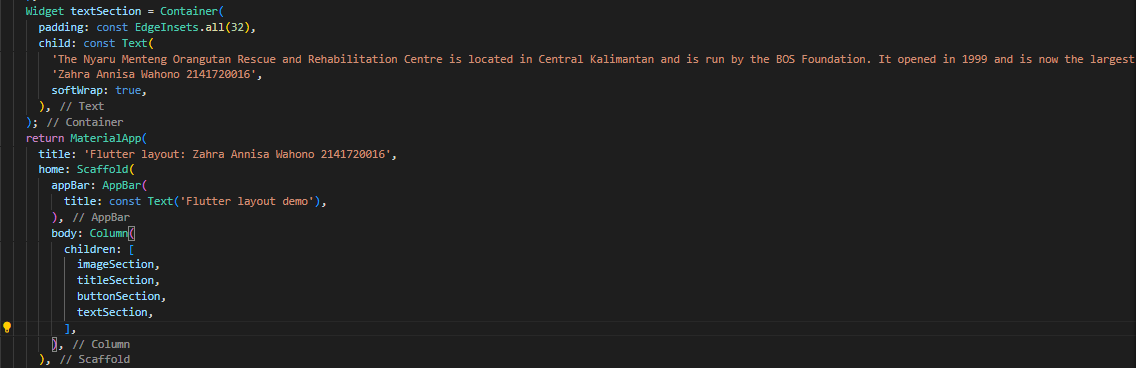 Widget textSection = Container(
padding: const EdgeInsets.all(32),
child: const Text(
'The Nyaru Menteng Orangutan Rescue and Rehabilitation Centre is located in Central Kalimantan and is run by the BOS Foundation. It opened in 1999 and is now the largest
'Zahra Annisa Wahono 2141720016',
softWrap: true,
), // Text
); // Container
return MaterialApp(
title: 'Flutter layout: Zahra Annisa Wahono 2141720016',
home: Scaffold(
appBar: AppBar(
title: const Text('Flutter layout demo'),
), // AppBar
body: Column(
children: [
imageSection,
titleSection,
buttonSection,
textSection,
],
), // Column
), // Scaffold